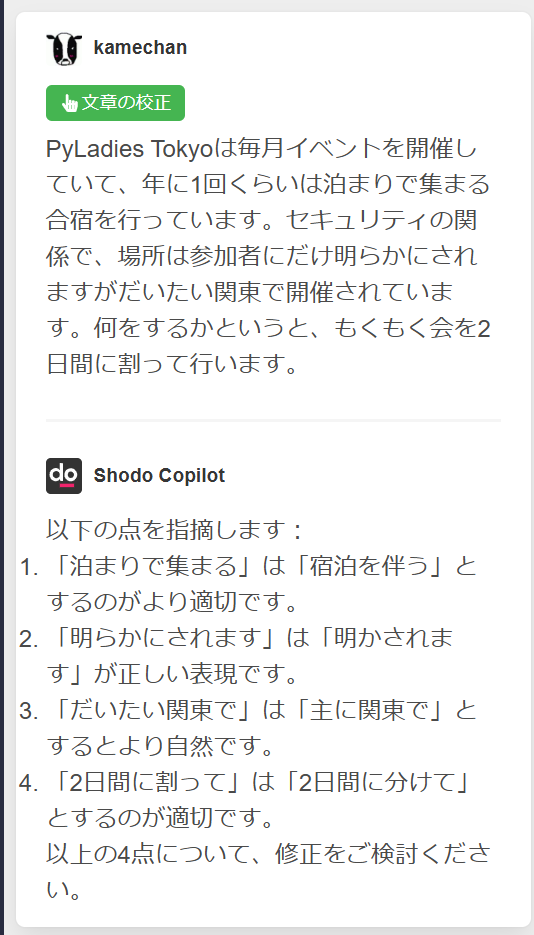 kamechan
文章の校正
PyLadies Tokyoは毎月イベントを開催し
ていて、年に1回くらいは泊まりで集まる
合宿を行っています。セキュリティの関
係で、場所は参加者にだけ明らかにされ
ますがだいたい関東で開催されていま
す。何をするかというと、もくもく会を2
日間に割って行います。
do
Shodo Copilot
以下の点を指摘します：
1. 「泊まりで集まる」は「宿泊を伴う」と
するのがより適切です。
2. 「明らかにされます」は「明かされま
す」が正しい表現です。
3. 「だいたい関東で」は「主に関東で」と
するとより自然です。
4. 「2日間に割って」は「2日間に分けて」
とするのが適切です。
以上の4点について、修正をご検討くださ
い。